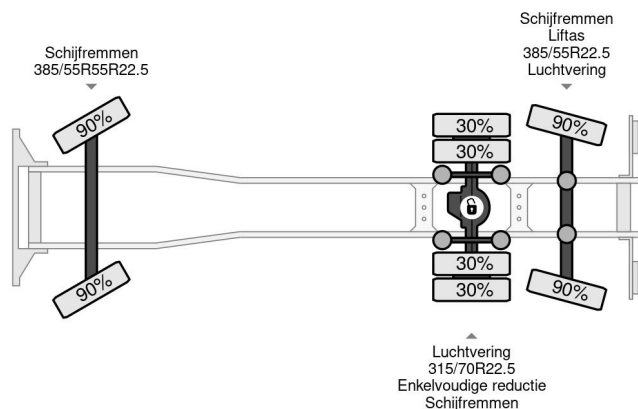 Schijfremmen
385/55R55R22.5
Schijfremmen
Liftas
385/55R22.5
Luchtvering
90%
30%
30%
90%
90%
30%
30%
90%
Luchtvering
315/70R22.5
Enkelvoudige reductie
Schijfremmen